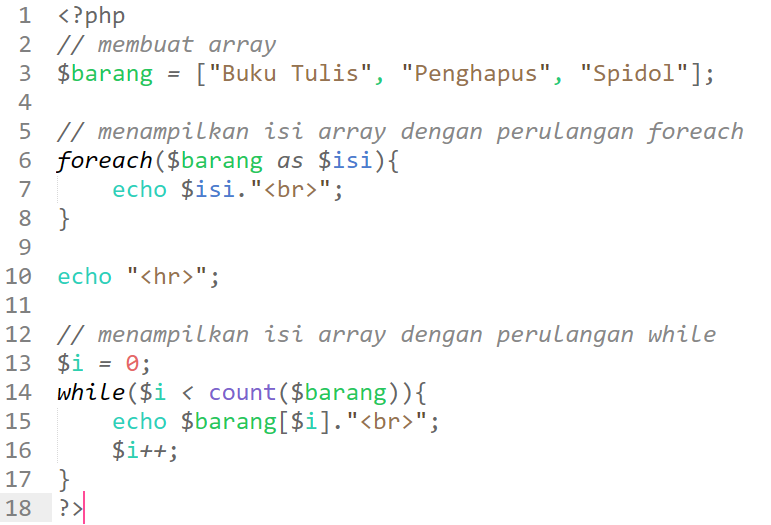 1 <?php
2 // membuat array
3 $barang = ["Buku Tulis", "Penghapus", "Spidol"];
4
5 // menampilkan isi array dengan perulangan foreach
6 foreach($barang as $isi){
7     echo $isi."<br>";
8 }
9
10 echo "<hr>";
11
12 // menampilkan isi array dengan perulangan while
13 $i = 0;
14 while($i < count($barang)){
15     echo $barang[$i]."<br>";
16     $i++;
17 }
18 ?>